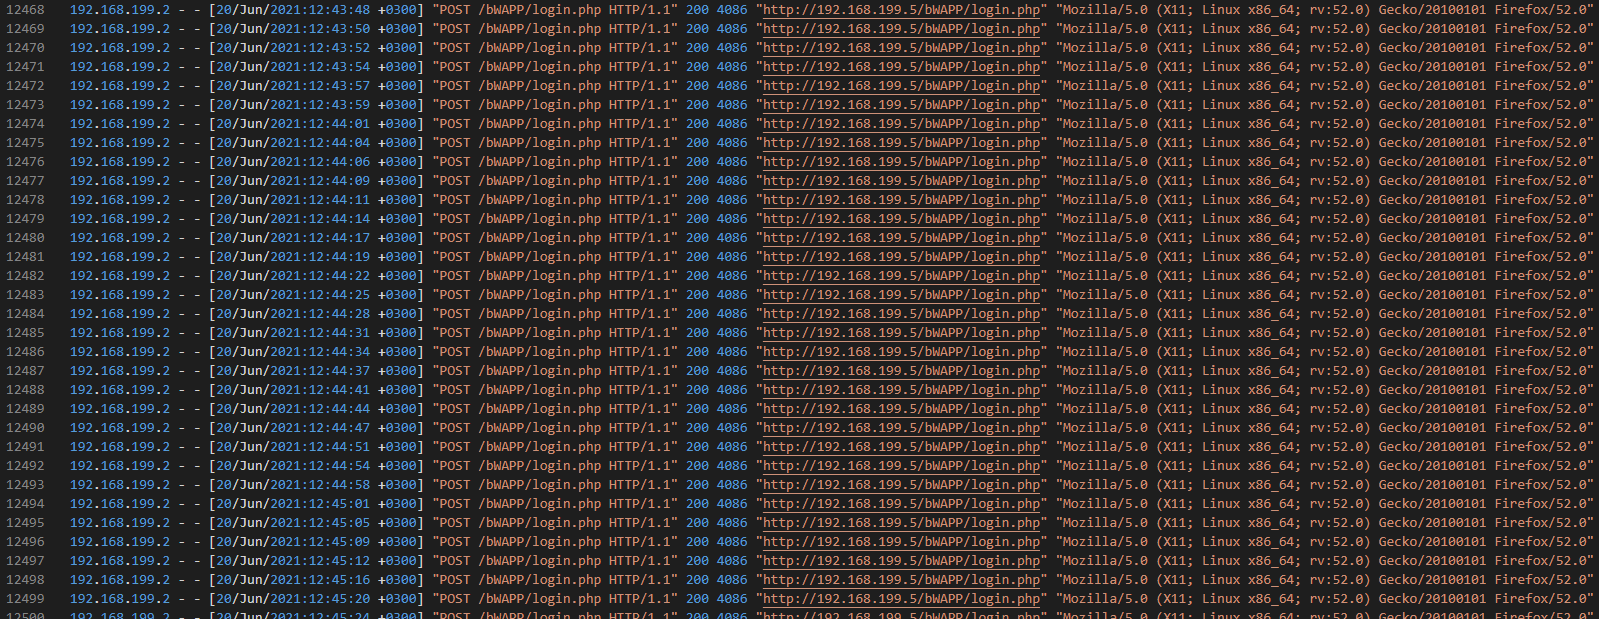 12468 192.168.199.2 - - [20/Jun/2021:12:43:48 +0300] "POST /bWAPP/login.php HTTP/1.1" 200 4086 "http://192.168.199.5/bWAPP/login.php" "Mozilla/5.0 (X11; Linux x86_64; rv:52.0) Gecko/20100101 Firefox/52.0"
12469 192.168.199.2 - - [20/Jun/2021:12:43:50 +0300] "POST /bWAPP/login.php HTTP/1.1" 200 4086 "http://192.168.199.5/bWAPP/login.php" "Mozilla/5.0 (X11; Linux x86_64; rv:52.0) Gecko/20100101 Firefox/52.0"
12470 192.168.199.2 - - [20/Jun/2021:12:43:52 +0300] "POST /bWAPP/login.php HTTP/1.1" 200 4086 "http://192.168.199.5/bWAPP/login.php" "Mozilla/5.0 (X11; Linux x86_64; rv:52.0) Gecko/20100101 Firefox/52.0"
12471 192.168.199.2 - - [20/Jun/2021:12:43:54 +0300] "POST /bWAPP/login.php HTTP/1.1" 200 4086 "http://192.168.199.5/bWAPP/login.php" "Mozilla/5.0 (X11; Linux x86_64; rv:52.0) Gecko/20100101 Firefox/52.0"
12472 192.168.199.2 - - [20/Jun/2021:12:43:57 +0300] "POST /bWAPP/login.php HTTP/1.1" 200 4086 "http://192.168.199.5/bWAPP/login.php" "Mozilla/5.0 (X11; Linux x86_64; rv:52.0) Gecko/20100101 Firefox/52.0"
12473 192.168.199.2 - - [20/Jun/2021:12:43:59 +0300] "POST /bWAPP/login.php HTTP/1.1" 200 4086 "http://192.168.199.5/bWAPP/login.php" "Mozilla/5.0 (X11; Linux x86_64; rv:52.0) Gecko/20100101 Firefox/52.0"
12474 192.168.199.2 - - [20/Jun/2021:12:44:01 +0300] "POST /bWAPP/login.php HTTP/1.1" 200 4086 "http://192.168.199.5/bWAPP/login.php" "Mozilla/5.0 (X11; Linux x86_64; rv:52.0) Gecko/20100101 Firefox/52.0"
12475 192.168.199.2 - - [20/Jun/2021:12:44:04 +0300] "POST /bWAPP/login.php HTTP/1.1" 200 4086 "http://192.168.199.5/bWAPP/login.php" "Mozilla/5.0 (X11; Linux x86_64; rv:52.0) Gecko/20100101 Firefox/52.0"
12476 192.168.199.2 - - [20/Jun/2021:12:44:06 +0300] "POST /bWAPP/login.php HTTP/1.1" 200 4086 "http://192.168.199.5/bWAPP/login.php" "Mozilla/5.0 (X11; Linux x86_64; rv:52.0) Gecko/20100101 Firefox/52.0"
12477 192.168.199.2 - - [20/Jun/2021:12:44:09 +0300] "POST /bWAPP/login.php HTTP/1.1" 200 4086 "http://192.168.199.5/bWAPP/login.php" "Mozilla/5.0 (X11; Linux x86_64; rv:52.0) Gecko/20100101 Firefox/52.0"
12478 192.168.199.2 - - [20/Jun/2021:12:44:11 +0300] "POST /bWAPP/login.php HTTP/1.1" 200 4086 "http://192.168.199.5/bWAPP/login.php" "Mozilla/5.0 (X11; Linux x86_64; rv:52.0) Gecko/20100101 Firefox/52.0"
12479 192.168.199.2 - - [20/Jun/2021:12:44:14 +0300] "POST /bWAPP/login.php HTTP/1.1" 200 4086 "http://192.168.199.5/bWAPP/login.php" "Mozilla/5.0 (X11; Linux x86_64; rv:52.0) Gecko/20100101 Firefox/52.0"
12480 192.168.199.2 - - [20/Jun/2021:12:44:17 +0300] "POST /bWAPP/login.php HTTP/1.1" 200 4086 "http://192.168.199.5/bWAPP/login.php" "Mozilla/5.0 (X11; Linux x86_64; rv:52.0) Gecko/20100101 Firefox/52.0"
12481 192.168.199.2 - - [20/Jun/2021:12:44:19 +0300] "POST /bWAPP/login.php HTTP/1.1" 200 4086 "http://192.168.199.5/bWAPP/login.php" "Mozilla/5.0 (X11; Linux x86_64; rv:52.0) Gecko/20100101 Firefox/52.0"
12482 192.168.199.2 - - [20/Jun/2021:12:44:22 +0300] "POST /bWAPP/login.php HTTP/1.1" 200 4086 "http://192.168.199.5/bWAPP/login.php" "Mozilla/5.0 (X11; Linux x86_64; rv:52.0) Gecko/20100101 Firefox/52.0"
12483 192.168.199.2 - - [20/Jun/2021:12:44:25 +0300] "POST /bWAPP/login.php HTTP/1.1" 200 4086 "http://192.168.199.5/bWAPP/login.php" "Mozilla/5.0 (X11; Linux x86_64; rv:52.0) Gecko/20100101 Firefox/52.0"
12484 192.168.199.2 - - [20/Jun/2021:12:44:28 +0300] "POST /bWAPP/login.php HTTP/1.1" 200 4086 "http://192.168.199.5/bWAPP/login.php" "Mozilla/5.0 (X11; Linux x86_64; rv:52.0) Gecko/20100101 Firefox/52.0"
12485 192.168.199.2 - - [20/Jun/2021:12:44:31 +0300] "POST /bWAPP/login.php HTTP/1.1" 200 4086 "http://192.168.199.5/bWAPP/login.php" "Mozilla/5.0 (X11; Linux x86_64; rv:52.0) Gecko/20100101 Firefox/52.0"
12486 192.168.199.2 - - [20/Jun/2021:12:44:34 +0300] "POST /bWAPP/login.php HTTP/1.1" 200 4086 "http://192.168.199.5/bWAPP/login.php" "Mozilla/5.0 (X11; Linux x86_64; rv:52.0) Gecko/20100101 Firefox/52.0"
12487 192.168.199.2 - - [20/Jun/2021:12:44:37 +0300] "POST /bWAPP/login.php HTTP/1.1" 200 4086 "http://192.168.199.5/bWAPP/login.php" "Mozilla/5.0 (X11; Linux x86_64; rv:52.0) Gecko/20100101 Firefox/52.0"
12488 192.168.199.2 - - [20/Jun/2021:12:44:41 +0300] "POST /bWAPP/login.php HTTP/1.1" 200 4086 "http://192.168.199.5/bWAPP/login.php" "Mozilla/5.0 (X11; Linux x86_64; rv:52.0) Gecko/20100101 Firefox/52.0"
12489 192.168.199.2 - - [20/Jun/2021:12:44:44 +0300] "POST /bWAPP/login.php HTTP/1.1" 200 4086 "http://192.168.199.5/bWAPP/login.php" "Mozilla/5.0 (X11; Linux x86_64; rv:52.0) Gecko/20100101 Firefox/52.0"
12490 192.168.199.2 - - [20/Jun/2021:12:44:47 +0300] "POST /bWAPP/login.php HTTP/1.1" 200 4086 "http://192.168.199.5/bWAPP/login.php" "Mozilla/5.0 (X11; Linux x86_64; rv:52.0) Gecko/20100101 Firefox/52.0"
12491 192.168.199.2 - - [20/Jun/2021:12:44:51 +0300] "POST /bWAPP/login.php HTTP/1.1" 200 4086 "http://192.168.199.5/bWAPP/login.php" "Mozilla/5.0 (X11; Linux x86_64; rv:52.0) Gecko/20100101 Firefox/52.0"
12492 192.168.199.2 - - [20/Jun/2021:12:44:54 +0300] "POST /bWAPP/login.php HTTP/1.1" 200 4086 "http://192.168.199.5/bWAPP/login.php" "Mozilla/5.0 (X11; Linux x86_64; rv:52.0) Gecko/20100101 Firefox/52.0"
12493 192.168.199.2 - - [20/Jun/2021:12:44:58 +0300] "POST /bWAPP/login.php HTTP/1.1" 200 4086 "http://192.168.199.5/bWAPP/login.php" "Mozilla/5.0 (X11; Linux x86_64; rv:52.0) Gecko/20100101 Firefox/52.0"
12494 192.168.199.2 - - [20/Jun/2021:12:45:01 +0300] "POST /bWAPP/login.php HTTP/1.1" 200 4086 "http://192.168.199.5/bWAPP/login.php" "Mozilla/5.0 (X11; Linux x86_64; rv:52.0) Gecko/20100101 Firefox/52.0"
12495 192.168.199.2 - - [20/Jun/2021:12:45:05 +0300] "POST /bWAPP/login.php HTTP/1.1" 200 4086 "http://192.168.199.5/bWAPP/login.php" "Mozilla/5.0 (X11; Linux x86_64; rv:52.0) Gecko/20100101 Firefox/52.0"
12496 192.168.199.2 - - [20/Jun/2021:12:45:09 +0300] "POST /bWAPP/login.php HTTP/1.1" 200 4086 "http://192.168.199.5/bWAPP/login.php" "Mozilla/5.0 (X11; Linux x86_64; rv:52.0) Gecko/20100101 Firefox/52.0"
12497 192.168.199.2 - - [20/Jun/2021:12:45:12 +0300] "POST /bWAPP/login.php HTTP/1.1" 200 4086 "http://192.168.199.5/bWAPP/login.php" "Mozilla/5.0 (X11; Linux x86_64; rv:52.0) Gecko/20100101 Firefox/52.0"
12498 192.168.199.2 - - [20/Jun/2021:12:45:16 +0300] "POST /bWAPP/login.php HTTP/1.1" 200 4086 "http://192.168.199.5/bWAPP/login.php" "Mozilla/5.0 (X11; Linux x86_64; rv:52.0) Gecko/20100101 Firefox/52.0"
12499 192.168.199.2 - - [20/Jun/2021:12:45:20 +0300] "POST /bWAPP/login.php HTTP/1.1" 200 4086 "http://192.168.199.5/bWAPP/login.php" "Mozilla/5.0 (X11; Linux x86_64; rv:52.0) Gecko/20100101 Firefox/52.0"
12500 192.168.199.2 - - [20/Jun/2021:12:45:24 +0300] "POST /bWAPP/login.php HTTP/1.1" 200 4086 "http://192.168.199.5/bWAPP/login.php" "Mozilla/5.0 (X11; Linux x86_64; rv:52.0) Gecko/20100101 Firefox/52.0"